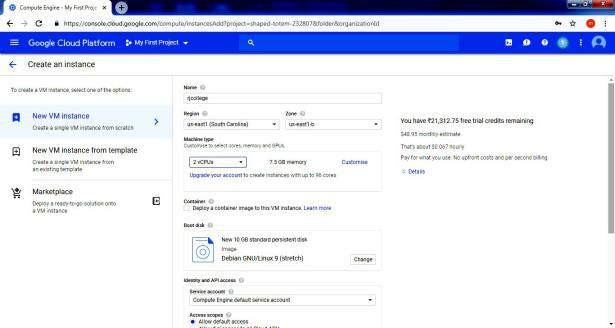 Compute Engine - My First Proj
https://console.cloud.google.com/compute/instancesAdd?project=shaped-totem-232807&folder&organizationId
Google Cloud Platform
My First Project
Create an instance
To create a VM instance, select one of the options:
New VM instance
Create a single VM instance from scratch
New VM instance from template
Create a single VM instance from
an existing template
Marketplace
Deploy a ready-to-go solution onto
a VM instance
Name
rjcollege
Region
Zone
us-east1 (South Carolina)
us-east1-b
Machine type
Customise to select cores, memory and GPUs.
2 vCPUs
7.5 GB memory
Customise
Upgrade your account to create instances with up to 96 cores
Container
Deploy a container image to this VM instance. Learn more
Boot disk
New 10 GB standard persistent disk
Image
Debian GNU/Linux 9 (stretch)
Change
Identity and API access
Service account
Compute Engine default service account
Access scopes
Allow default access
You have ₹21,312.75 free trial credits remaining
$48.95 monthly estimate
That's about $0.067 hourly
Pay for what you use: No upfront costs and per second billing
Details